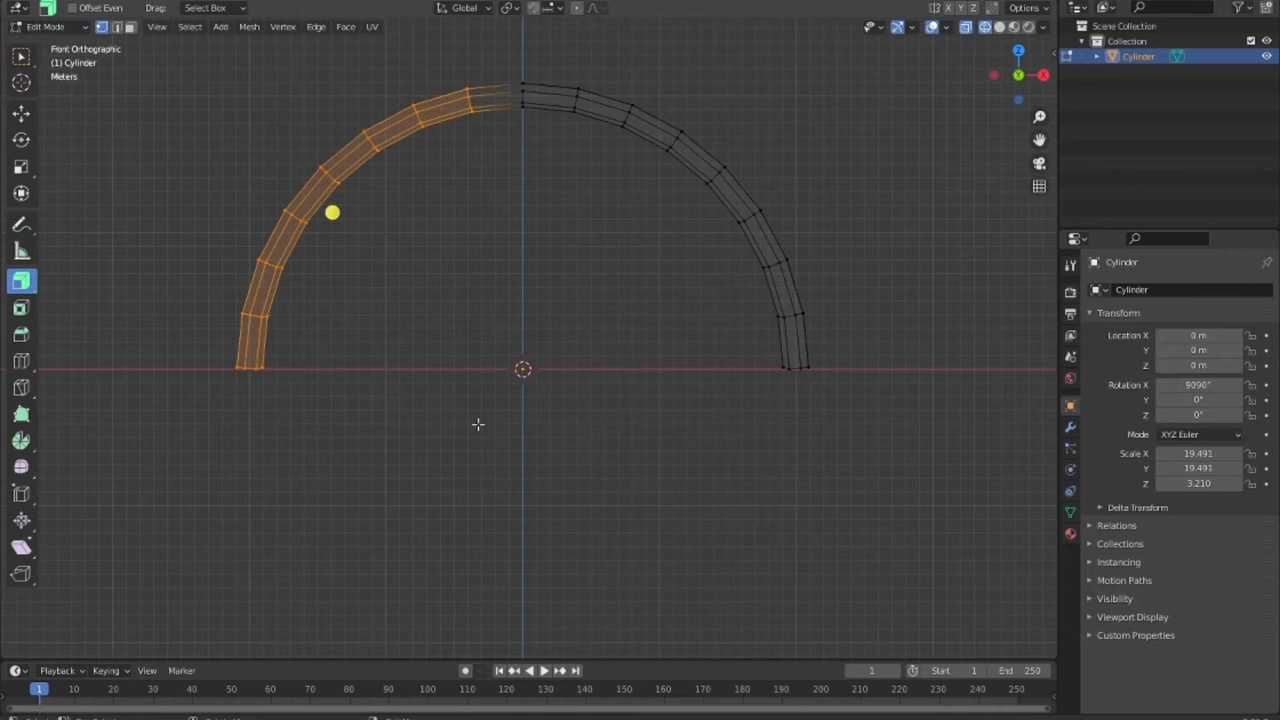 Offset Even Drag: Select Box Global X Y Z Options
Edit Mode View Select Add Mesh Vertex Edge Face UV
Front Orthographic
(1) Cylinder
Meters
Z
Y
X
Scene Collection
Collection
Cylinder
Cylinder
Cylinder
Transform
Location X 0 m
Y 0 m
Z 0 m
Rotation X 9090°
Y 0°
Z 0°
Mode XYZ Euler
Scale X 19.491
Y 19.491
Z 3.210
Delta Transform
Relations
Collections
Instancing
Motion Paths
Visibility
Viewport Display
Custom Properties
Playback Keying View Marker 1 Start 1 End 250
1 10 20 30 40 50 60 70 80 90 100 110 120 130 140 150 160 170 180 190 200 210 220 230 240 250